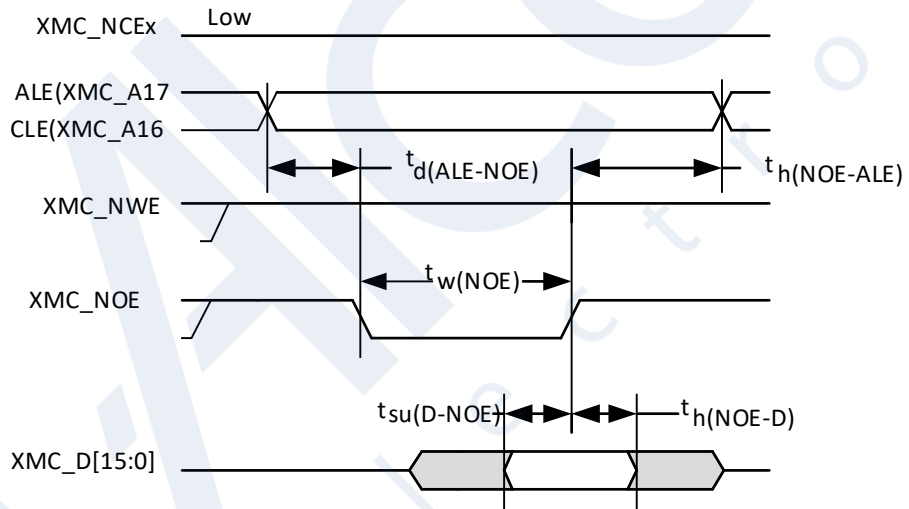 XMC_NCEx Low
ALE(XMC_A17
CLE(XMC_A16
td(ALE-NOE)
th(NOE-ALE)
XMC_NWE
tw(NOE)
XMC_NOE
tsu(D-NOE)
th(NOE-D)
XMC_D[15:0]